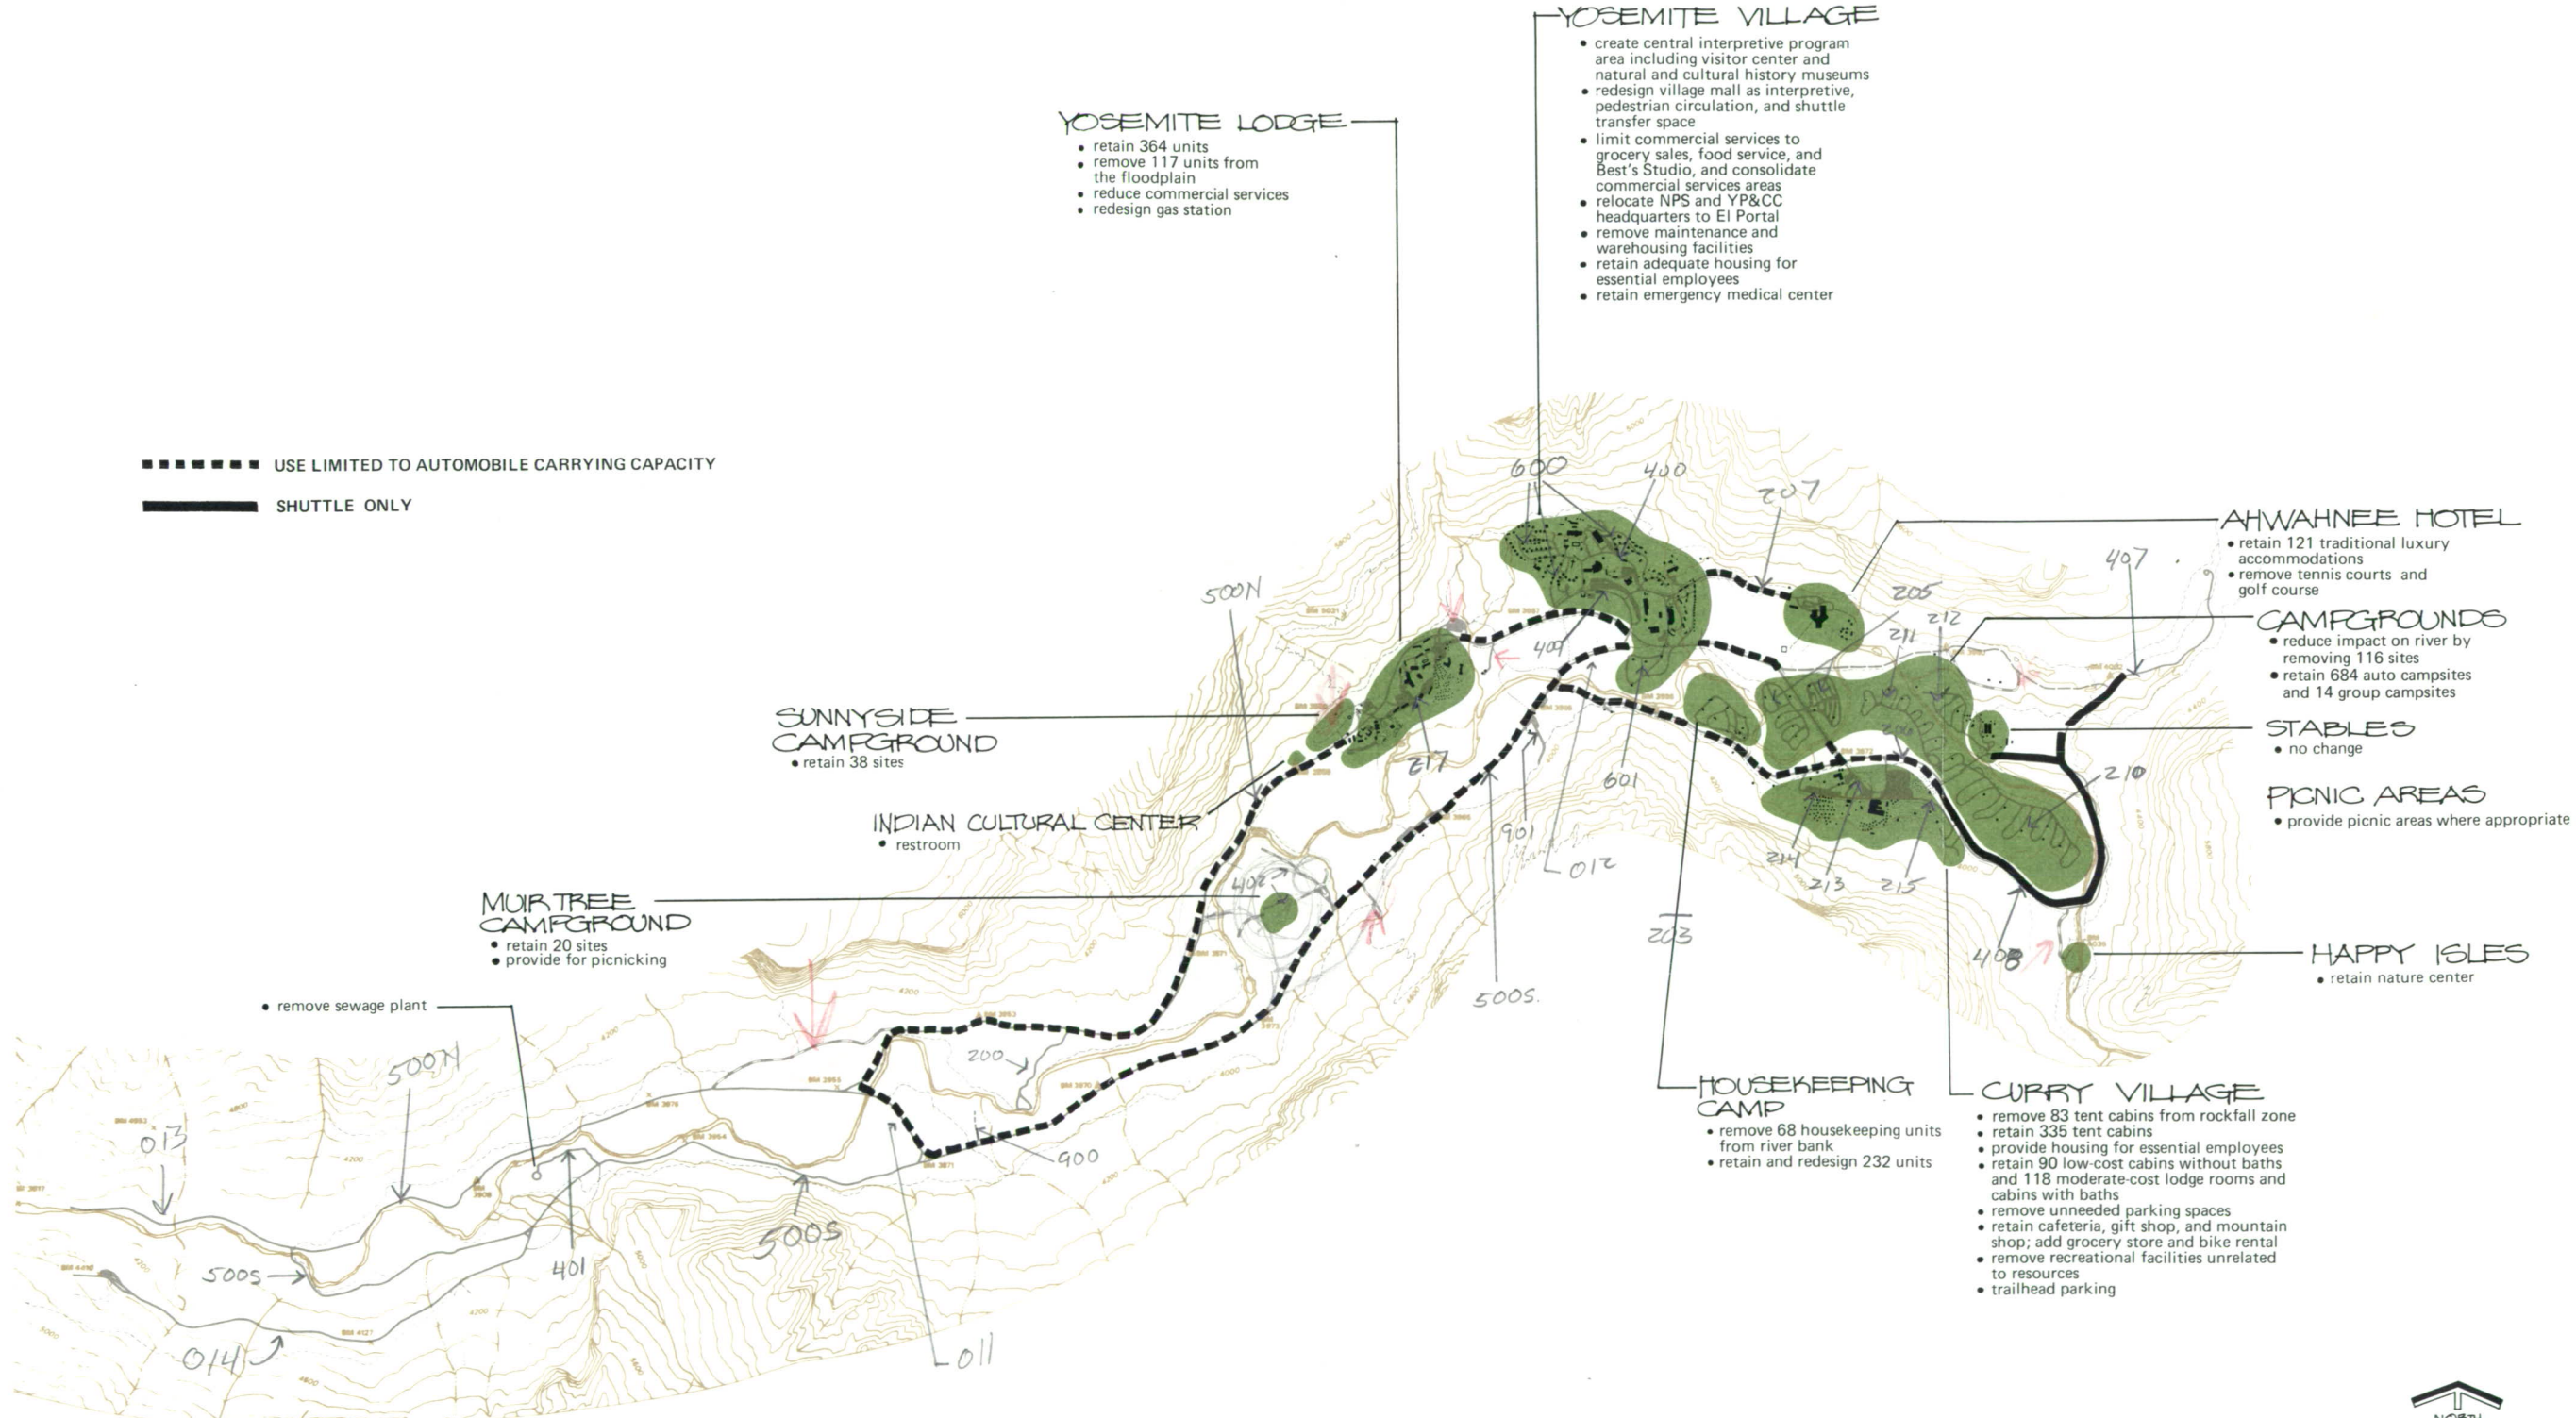 YOSEMITE VILLAGE
• create central interpretive program
area including visitor center and
natural and cultural history museums
• redesign village mall as interpretive,
pedestrian circulation, and shuttle
transfer space
• limit commercial services to
grocery sales, food service, and
Best's Studio, and consolidate
commercial services areas
• relocate NPS and YP&CC
headquarters to El Portal
• remove maintenance and
warehousing facilities
• retain adequate housing for
essential employees
• retain emergency medical center
YOSEMITE LODGE
• retain 364 units
• remove 117 units from
the floodplain
• reduce commercial services
• redesign gas station
USE LIMITED TO AUTOMOBILE CARRYING CAPACITY
SHUTTLE ONLY
600
400
207
AHWAHNEE HOTEL
• retain 121 traditional luxury
accommodations
• remove tennis courts and
golf course
407
500N
205
212
211
409
CAMPGROUNDS
• reduce impact on river by
removing 116 sites
• retain 684 auto campsites
and 14 group campsites
SUNNYSIDE
CAMPGROUND
• retain 38 sites
STABLES
• no change
217
601
210
PICNIC AREAS
• provide picnic areas where appropriate
INDIAN CULTURAL CENTER
• restroom
901
012
214
213
215
402
MUIR TREE
CAMPGROUND
• retain 20 sites
• provide for picnicking
203
408
HAPPY ISLES
• retain nature center
500S.
• remove sewage plant
500N
200
013
900
HOUSEKEEPING
CAMP
• remove 68 housekeeping units
from river bank
• retain and redesign 232 units
CURRY VILLAGE
• remove 83 tent cabins from rockfall zone
• retain 335 tent cabins
• provide housing for essential employees
• retain 90 low-cost cabins without baths
and 118 moderate-cost lodge rooms and
cabins with baths
• remove unneeded parking spaces
• retain cafeteria, gift shop, and mountain
shop; add grocery store and bike rental
• remove recreational facilities unrelated
to resources
• trailhead parking
500S
500S
401
014
011
NORTH